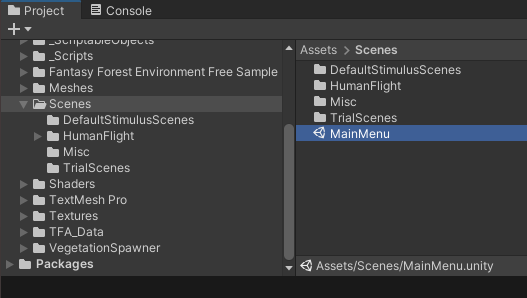 Project Console
_ScriptableObjects
_Scripts
Fantasy Forest Environment Free Sample
Meshes
Scenes
DefaultStimulusScenes
HumanFlight
Misc
TrialScenes
Shaders
TextMesh Pro
Textures
TFA_Data
VegetationSpawner
Packages
Assets > Scenes
DefaultStimulusScenes
HumanFlight
Misc
TrialScenes
MainMenu
Assets/Scenes/MainMenu.unity